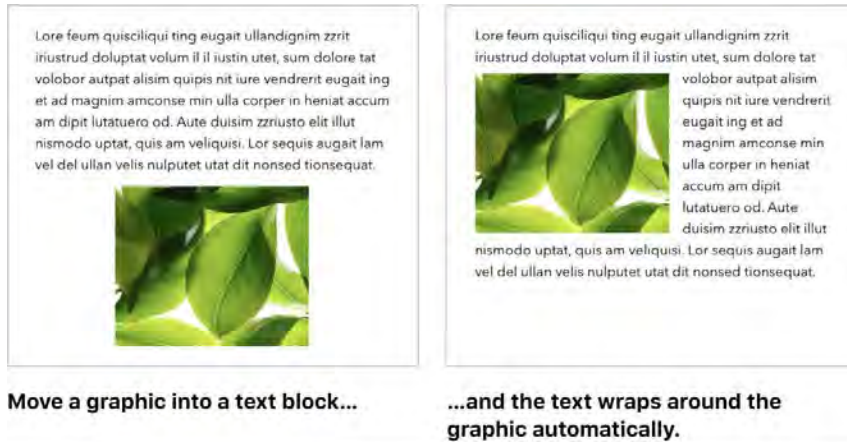 Lore feum quisciliqui ting eugait ullandignim zzrit
iriustrud doluptat volum il il iustin utet, sum dolore tat
volobor autpat alisim quipis nit iure vendrerit eugait ing
et ad magnim amconse min ulla corper in heniat accum
am dipit lutatuero od. Aute duisim zzriusto elit illut
nismodo uptat, quis am veliquisi. Lor sequis augait lam
vel del ullan velis nulputet utat dit nonsed tionsequat.
Move a graphic into a text block...
Lore feum quisciliqui ting eugait ullandignim zzrit
iriustrud doluptat volum il il iustin utet, sum dolore tat
volobor autpat alisim
quipis nit iure vendrerit
eugait ing et ad
magnim amconse min
ulla corper in heniat
accum am dipit
lutatuero od. Aute
duisim zzriusto elit illut
nismodo uptat, quis am veliquisi. Lor sequis augait lam
vel del ullan velis nulputet utat dit nonsed tionsequat.
...and the text wraps around the
graphic automatically.